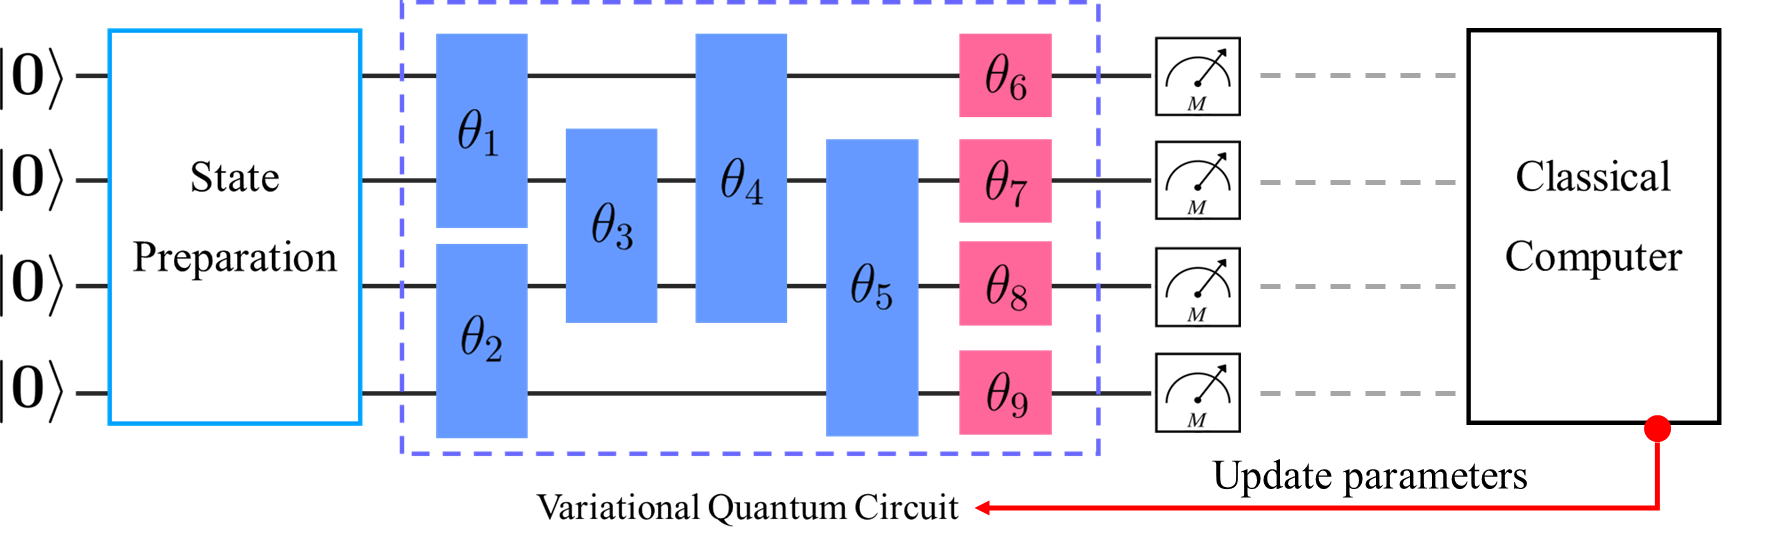 |0⟩
|0⟩
|0⟩
|0⟩
State
Preparation
θ1
θ2
θ3
θ4
θ5
θ6
θ7
θ8
θ9
M
M
M
M
Classical
Computer
Update parameters
Variational Quantum Circuit